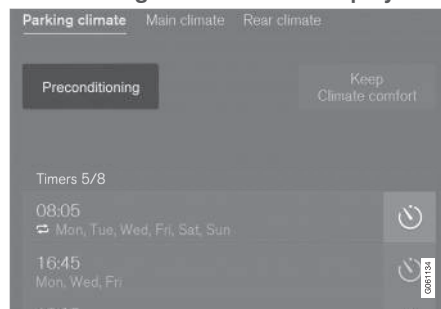 Parking climate Main climate Rear climate
Preconditioning
Keep
Climate comfort
Timers 5/8
08:05
Mon, Tue, Wed, Fri, Sat, Sun
16:45
Mon, Wed, Fri
G061134